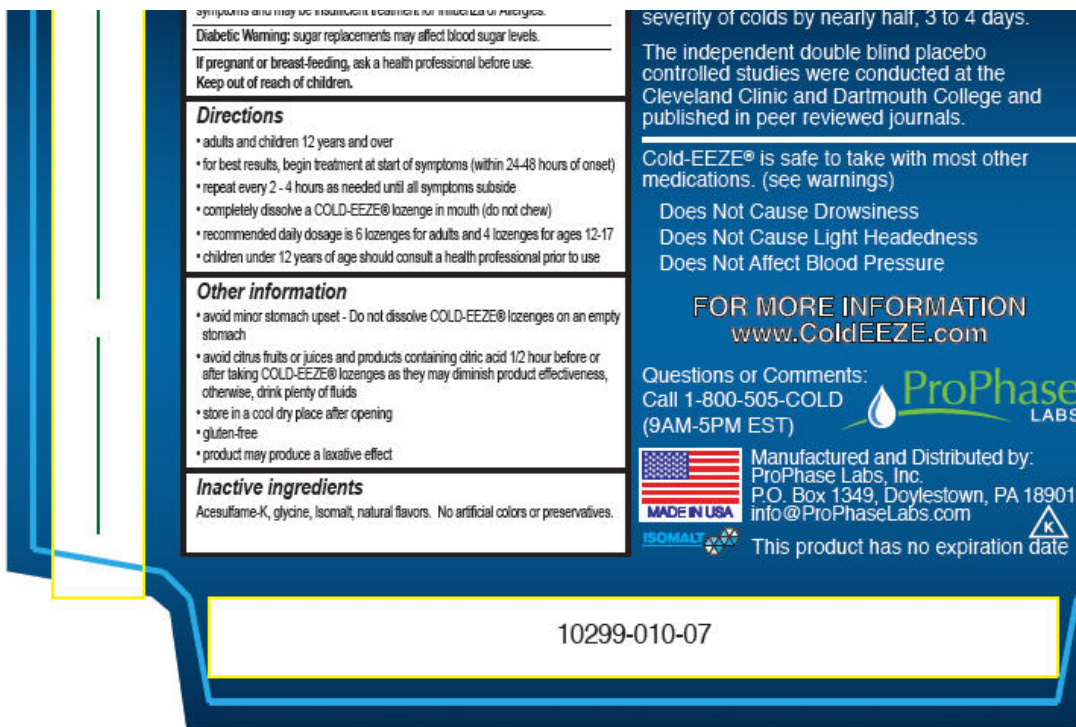 symptoms and may be insufficient treatment for Influenza or Allergies.
Diabetic Warning: sugar replacements may affect blood sugar levels.
If pregnant or breast-feeding, ask a health professional before use.
Keep out of reach of children.
Directions
• adults and children 12 years and over
• for best results, begin treatment at start of symptoms (within 24-48 hours of onset)
• repeat every 2 - 4 hours as needed until all symptoms subside
• completely dissolve a COLD-EEZE® lozenge in mouth (do not chew)
• recommended daily dosage is 6 lozenges for adults and 4 lozenges for ages 12-17
• children under 12 years of age should consult a health professional prior to use
Other information
• avoid minor stomach upset - Do not dissolve COLD-EEZE® lozenges on an empty
stomach
• avoid citrus fruits or juices and products containing citric acid 1/2 hour before or
after taking COLD-EEZE® lozenges as they may diminish product effectiveness,
otherwise, drink plenty of fluids
• store in a cool dry place after opening
• gluten-free
• product may produce a laxative effect
Inactive ingredients
Acesulfame-K, glycine, Isomalt, natural flavors. No artificial colors or preservatives.
severity of colds by nearly half, 3 to 4 days.
The independent double blind placebo
controlled studies were conducted at the
Cleveland Clinic and Dartmouth College and
published in peer reviewed journals.
Cold-EEZE® is safe to take with most other
medications. (see warnings)
Does Not Cause Drowsiness
Does Not Cause Light Headedness
Does Not Affect Blood Pressure
FOR MORE INFORMATION
www.ColdEEZE.com
Questions or Comments:
Call 1-800-505-COLD
(9AM-5PM EST)
ProPhase
LABS
MADE IN USA
Manufactured and Distributed by:
ProPhase Labs, Inc.
P.O. Box 1349, Doylestown, PA 18901
info@ProPhaseLabs.com
K
ISOMALT
This product has no expiration date
10299-010-07